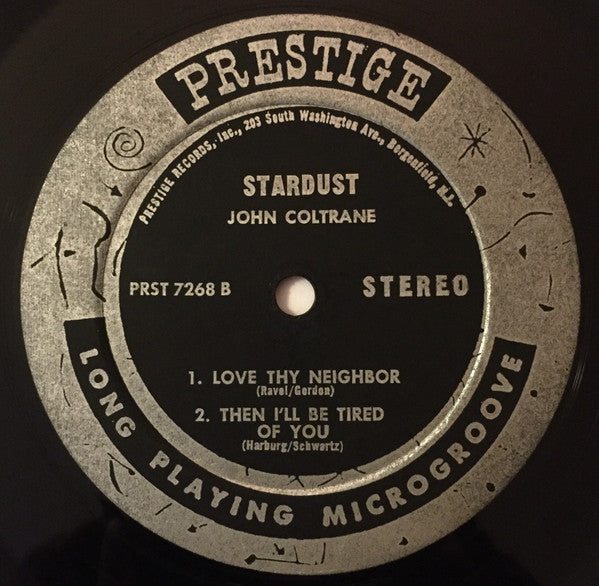 PRESTIGE
PRESTIGE RECORDS, Inc., 203 South Washington Ave., Bergenfield, N.J.
STARDUST
JOHN COLTRANE
PRST 7268 B
STEREO
1. LOVE THY NEIGHBOR
(Ravel/Gordon)
2. THEN I'LL BE TIRED
OF YOU
(Harburg/Schwartz)
LONG PLAYING MICROGROOVE